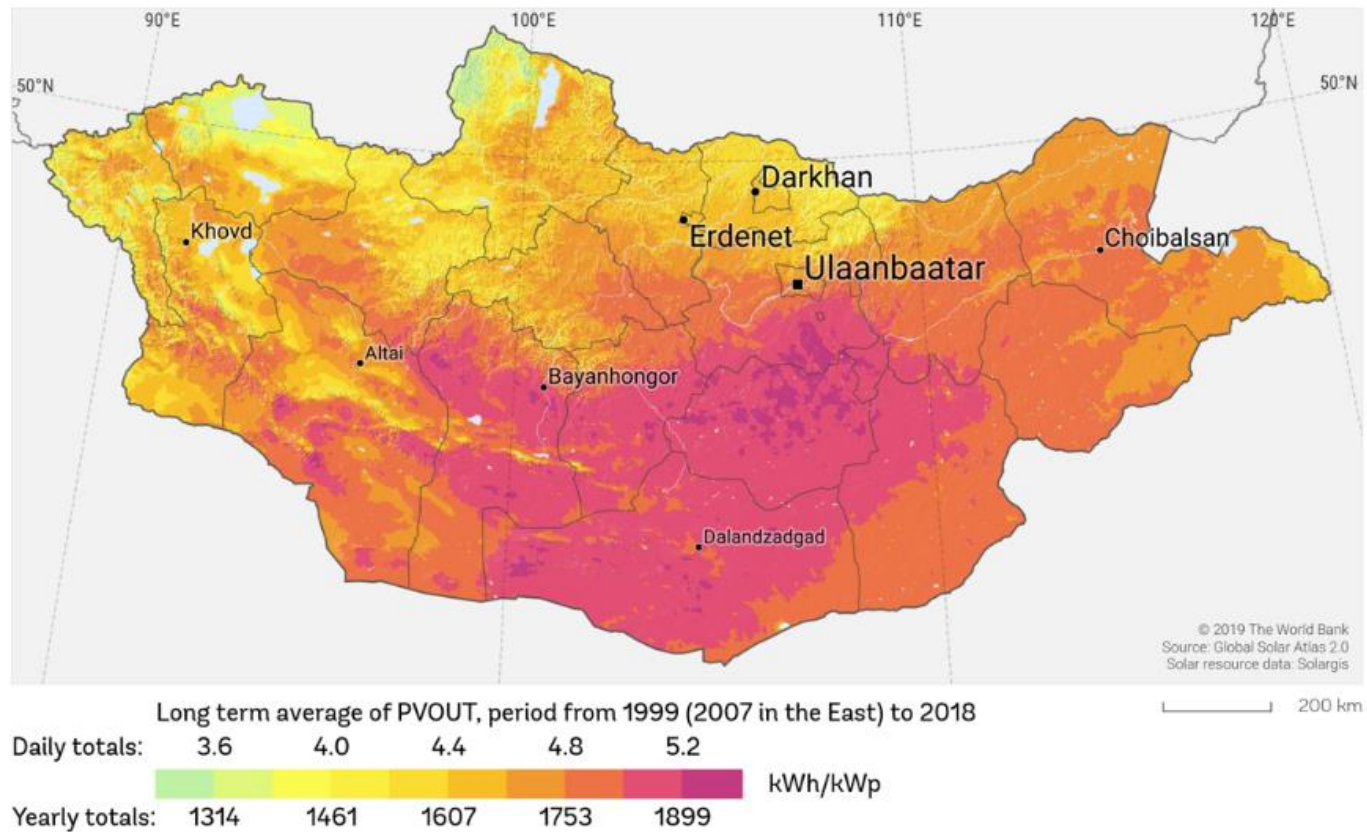 90°E 100°E 110°E 120°E
50°N 50°N
Darkhan
Khovd Erdenet Choibalsan
Ulaanbaatar
Altai
Bayanhongor
Dalandzadgad
© 2019 The World Bank
Source: Global Solar Atlas 2.0
Solar resource data: Solargis
200 km
Long term average of PVOUT, period from 1999 (2007 in the East) to 2018
Daily totals: 3.6 4.0 4.4 4.8 5.2
kWh/kWp
Yearly totals: 1314 1461 1607 1753 1899